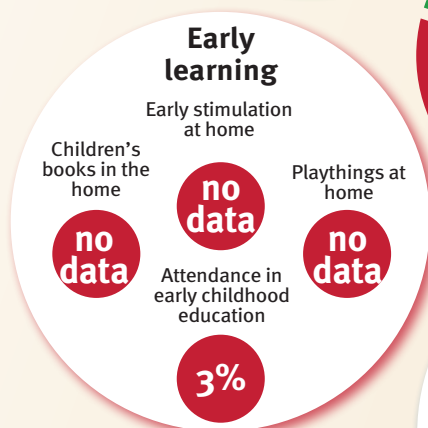 Early
learning
Early stimulation
at home
no
data
Children's
books in the
home
no
data
Playthings at
home
no
data
Attendance in
early childhood
education
3%